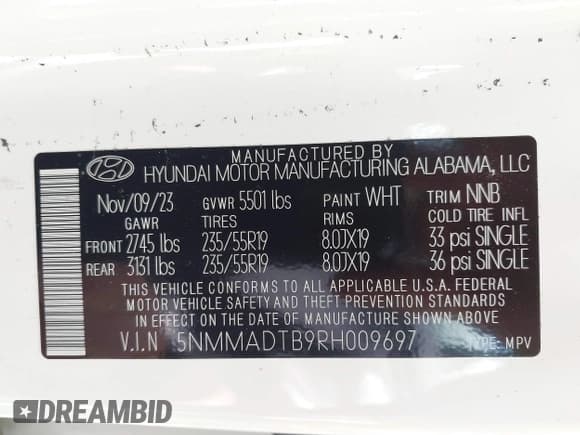 MANUFACTURED BY
HYUNDAI MOTOR MANUFACTURING ALABAMA, LLC
Nov/09/23 GVWR 5501 lbs PAINT WHT TRIM NNB
GAWR TIRES RIMS COLD TIRE INFL
FRONT 2745 lbs 235/55R19 8.0JX19 33 psi SINGLE
REAR 3131 lbs 235/55R19 8.0JX19 36 psi SINGLE
THIS VEHICLE CONFORMS TO ALL APPLICABLE U.S.A. FEDERAL
MOTOR VEHICLE SAFETY AND THEFT PREVENTION STANDARDS
IN EFFECT ON THE DATE OF MANUFACTURE SHOWN ABOVE.
V.I.N 5NMMADTB9RH009697 TYPE: MPV
DREAMBID